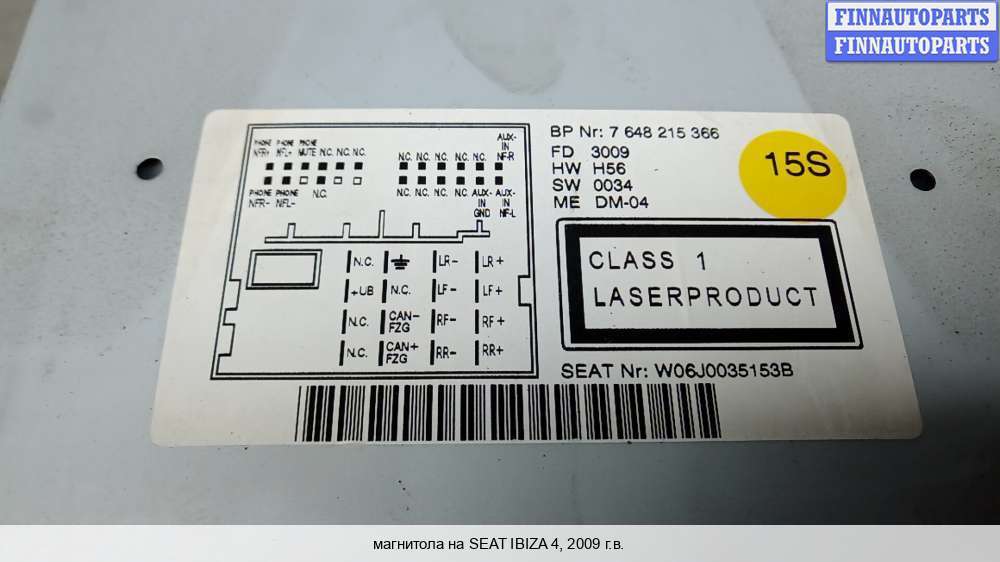 FINNAUTOPARTS
FINNAUTOPARTS
BP Nr: 7 648 215 366
FD 3009
HW H56
SW 0034
ME DM-04
15S
PHONE PHONE PHONE
NFR+ NFL+ MUTE N.C. N.C. N.C.
PHONE PHONE N.C.
NFR- NFL-
AUX-
IN
NF-R
N.C. N.C. N.C. N.C. N.C.
N.C. N.C. N.C. N.C. AUX- AUX-
IN IN
GND NF-L
N.C. LR- LR+
+UB N.C. LF- LF+
N.C. CAN- FZG RF- RF+
N.C. CAN+ FZG RR- RR+
CLASS 1
LASERPRODUCT
SEAT Nr: W06J0035153B
магнитола на SEAT IBIZA 4, 2009 г.в.